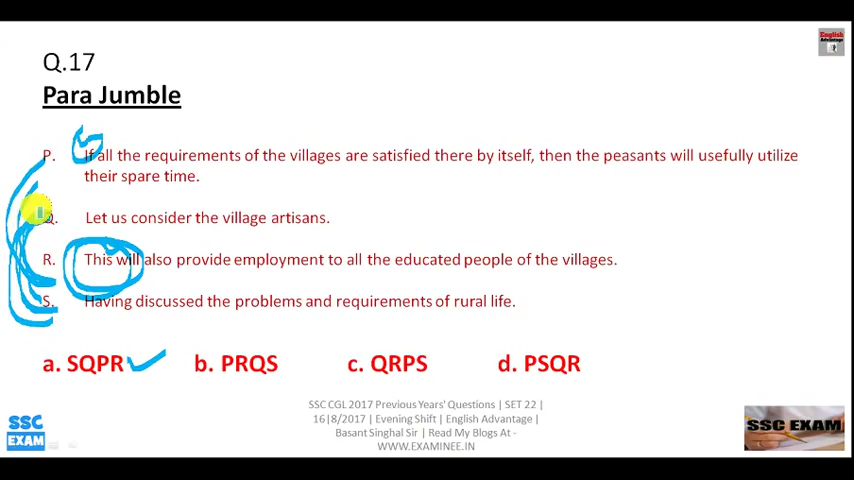 English
Advantage
Q.17
Para Jumble
P. If all the requirements of the villages are satisfied there by itself, then the peasants will usefully utilize
their spare time.
Q. Let us consider the village artisans.
R. This will also provide employment to all the educated people of the villages.
S. Having discussed the problems and requirements of rural life.
a. SQPR b. PRQS c. QRPS d. PSQR
SSC CGL 2017 Previous Years' Questions | SET 22 |
16|8/2017 | Evening Shift | English Advantage |
Basant Singhal Sir | Read My Blogs At -
WWW.EXAMINEE.IN
SSC
EXAM
SSC EXAM